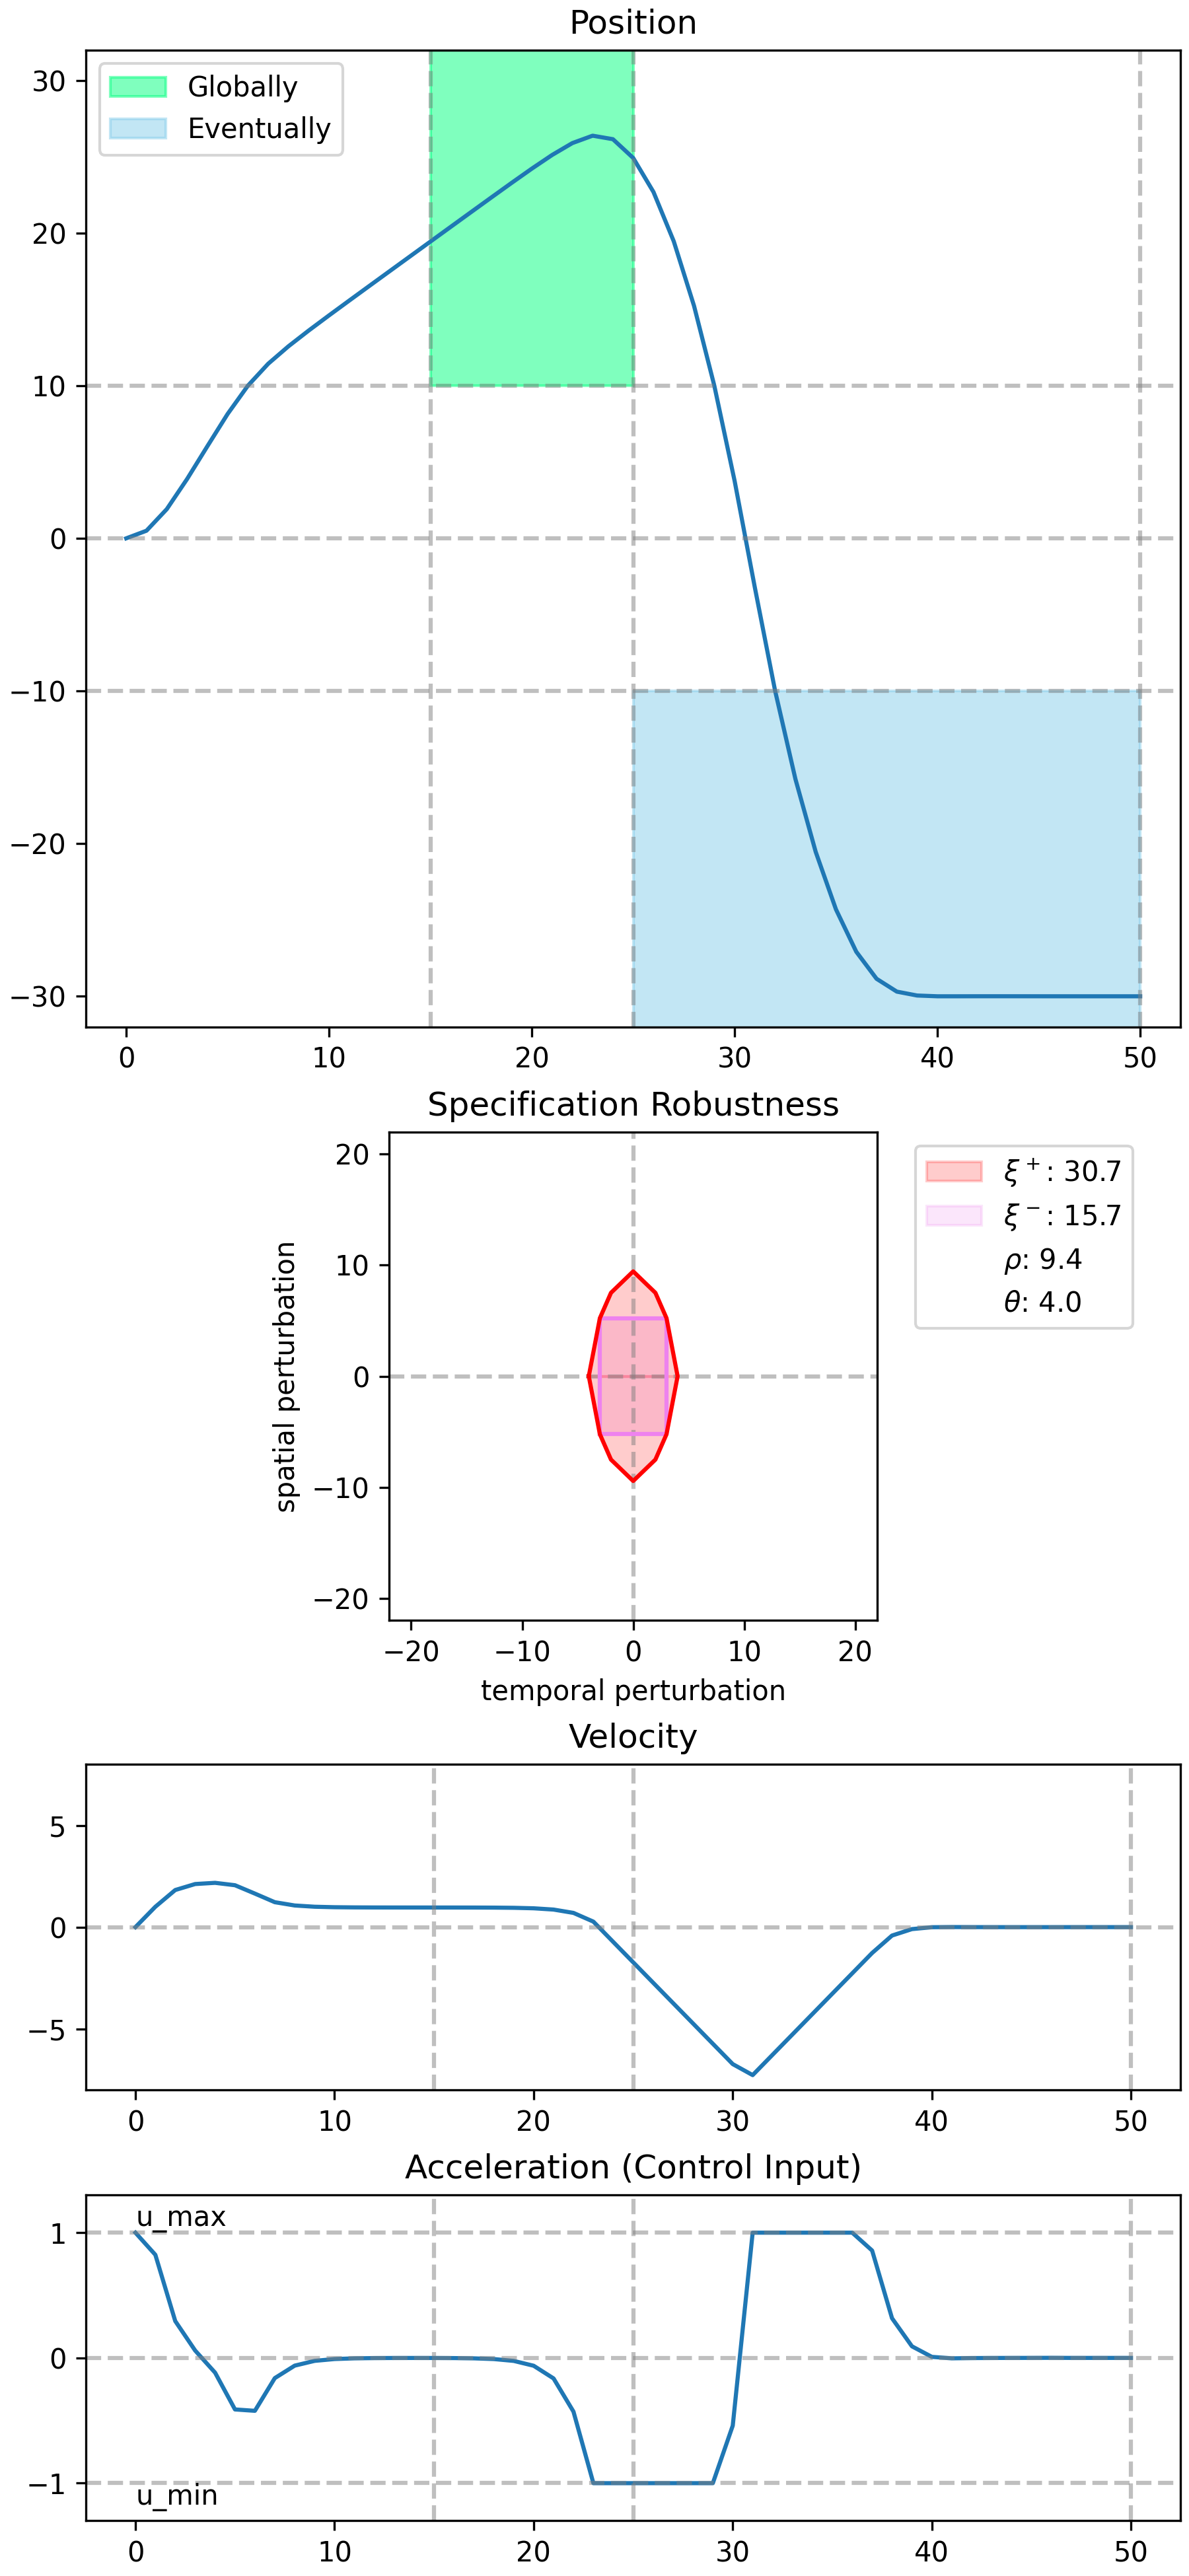 Position
30
20
10
0
−10
−20
−30
Globally
Eventually
0 10 20 30 40 50
Specification Robustness
spatial perturbation
20
10
0
−10
−20
−20 −10 0 10 20
temporal perturbation
ξ⁺: 30.7
ξ⁻: 15.7
ρ: 9.4
θ: 4.0
Velocity
5
0
−5
0 10 20 30 40 50
Acceleration (Control Input)
u_max
1
0
−1
u_min
0 10 20 30 40 50